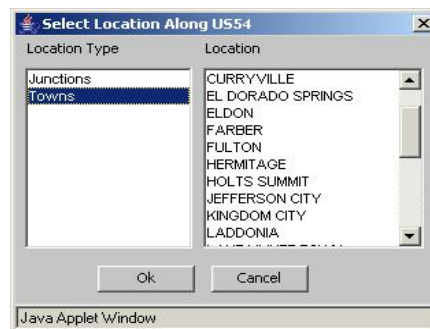 Select Location Along US54
Location Type
Location
Junctions
Towns
CURRYVILLE
EL DORADO SPRINGS
ELDON
FARBER
FULTON
HERMITAGE
HOLTS SUMMIT
JEFFERSON CITY
KINGDOM CITY
LADDONIA
Ok
Cancel
Java Applet Window